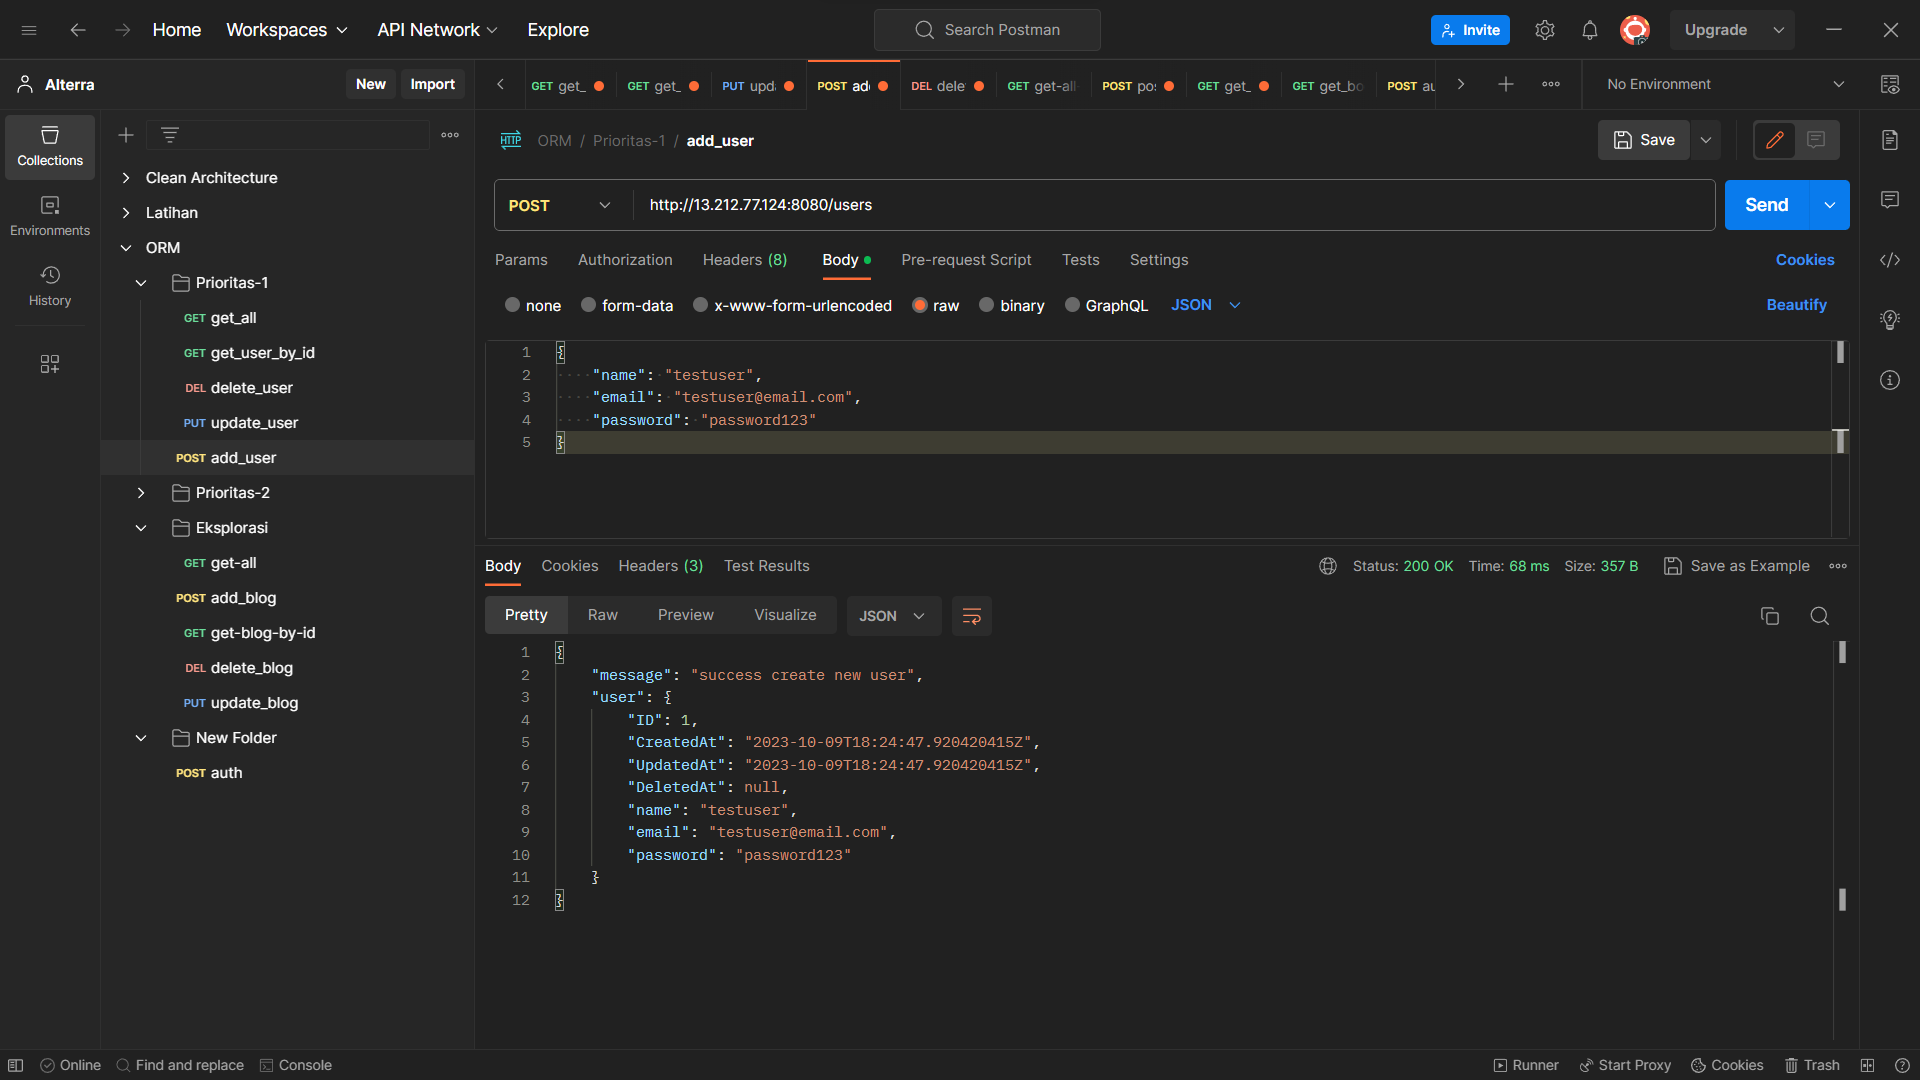 Home Workspaces API Network Explore Search Postman Invite Upgrade
Alterra New Import
GET get_ GET get_ PUT upda POST ad DEL dele GET get-all POST po GET get_ GET get_bo POST au No Environment
Collections
Environments
History
Clean Architecture
Latihan
ORM
Prioritas-1
GET get_all
GET get_user_by_id
DEL delete_user
PUT update_user
POST add_user
Prioritas-2
Eksplorasi
GET get-all
POST add_blog
GET get-blog-by-id
DEL delete_blog
PUT update_blog
New Folder
POST auth
HTTP ORM / Prioritas-1 / add_user Save
POST http://13.212.77.124:8080/users Send
Params Authorization Headers (8) Body Pre-request Script Tests Settings Cookies
none form-data x-www-form-urlencoded raw binary GraphQL JSON Beautify
1 {
2 "name": "testuser",
3 "email": "testuser@email.com",
4 "password": "password123"
5 }
Body Cookies Headers (3) Test Results Status: 200 OK Time: 68 ms Size: 357 B Save as Example
Pretty Raw Preview Visualize JSON
1 {
2 "message": "success create new user",
3 "user": {
4 "ID": 1,
5 "CreatedAt": "2023-10-09T18:24:47.920420415Z",
6 "UpdatedAt": "2023-10-09T18:24:47.920420415Z",
7 "DeletedAt": null,
8 "name": "testuser",
9 "email": "testuser@email.com",
10 "password": "password123"
11 }
12 }
Online Find and replace Console Runner Start Proxy Cookies Trash